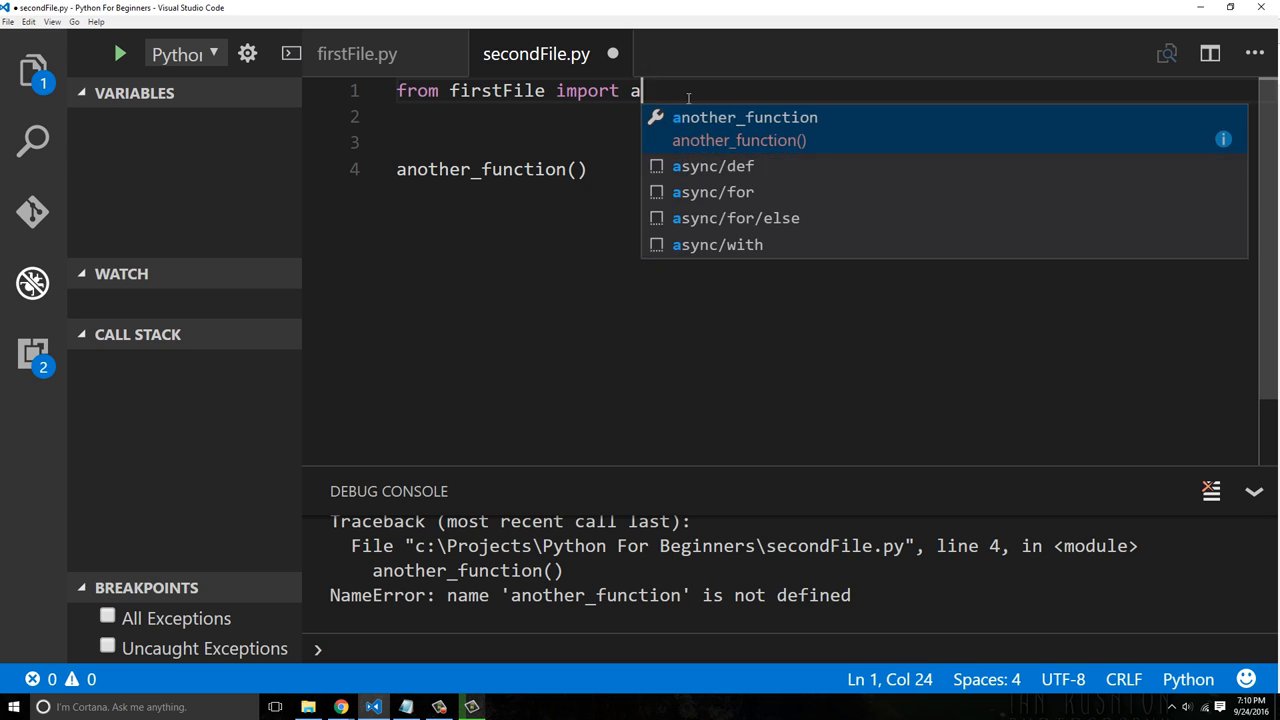 ● secondFile.py - Python For Beginners - Visual Studio Code
File Edit View Go Help
Python
firstFile.py
secondFile.py
1
2
VARIABLES
WATCH
CALL STACK
BREAKPOINTS
All Exceptions
Uncaught Exceptions
1 from firstFile import a
2
3
4 another_function()
another_function
another_function()
async/def
async/for
async/for/else
async/with
DEBUG CONSOLE
Traceback (most recent call last):
File "c:\Projects\Python For Beginners\secondFile.py", line 4, in <module>
another_function()
NameError: name 'another_function' is not defined
0 0
Ln 1, Col 24 Spaces: 4 UTF-8 CRLF Python
I'm Cortana. Ask me anything.
7:10 PM
9/24/2016